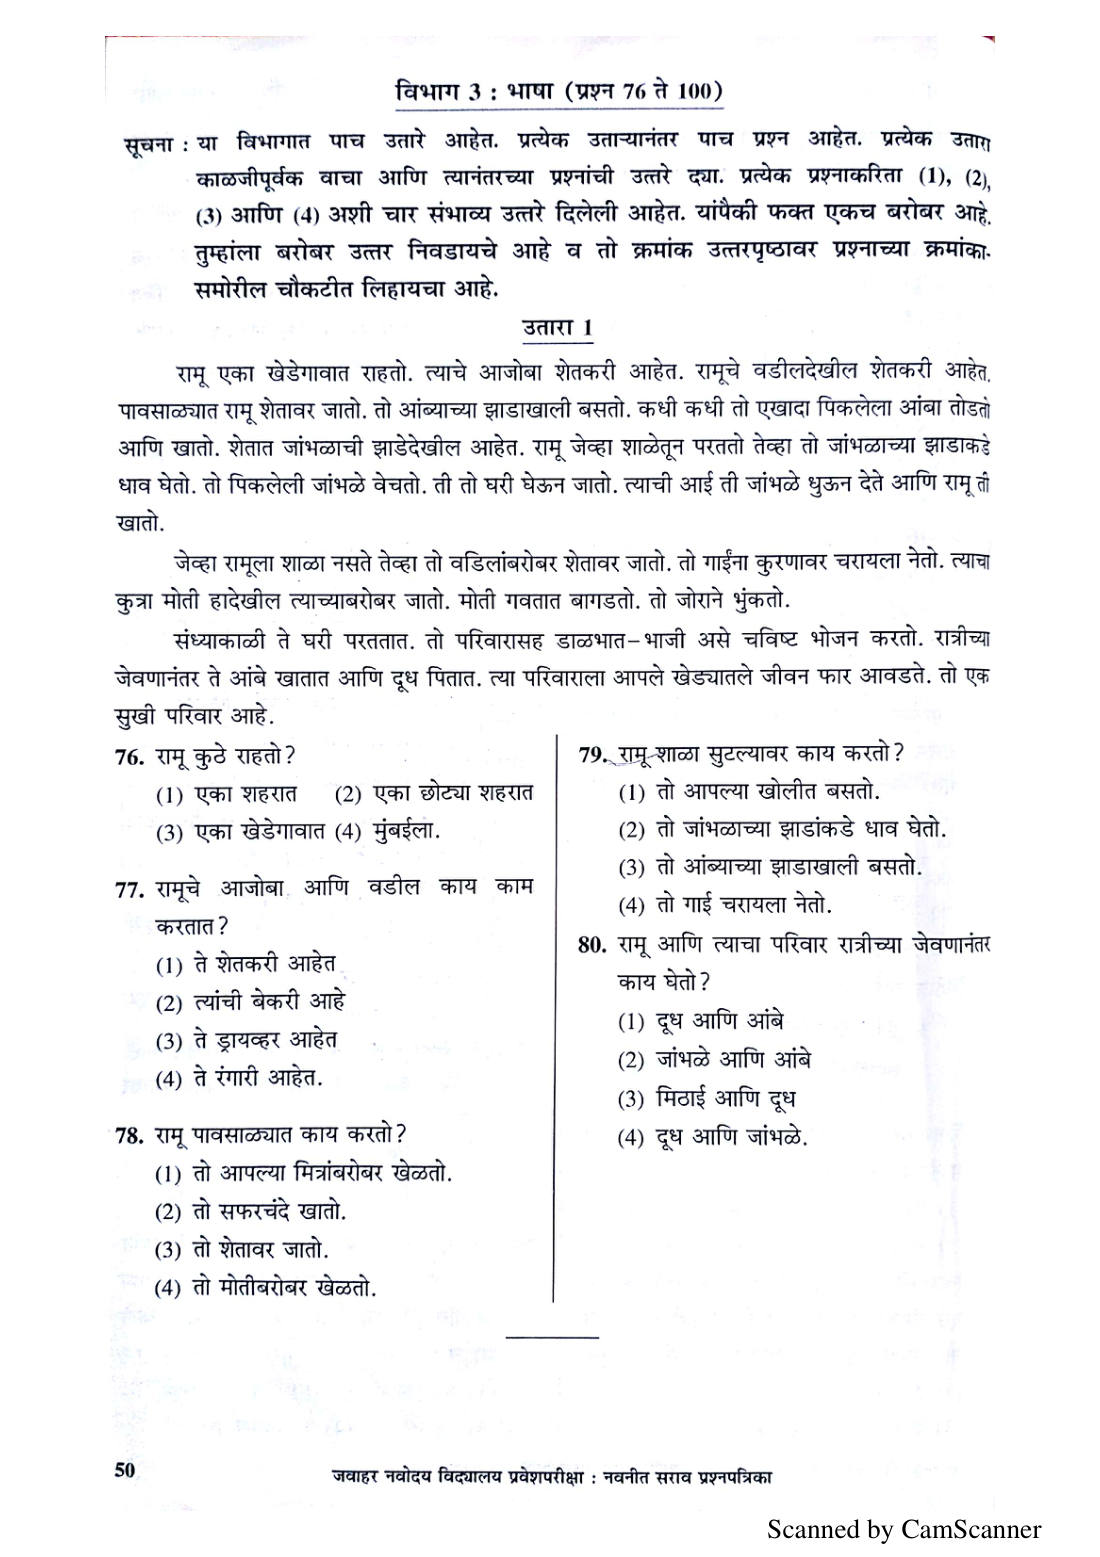 विभाग 3 : भाषा (प्रश्न 76 ते 100)
सूचना : या विभागात पाच उतारे आहेत. प्रत्येक उताऱ्यानंतर पाच प्रश्न आहेत. प्रत्येक उतारा
काळजीपूर्वक वाचा आणि त्यानंतरच्या प्रश्नांची उत्तरे द्या. प्रत्येक प्रश्नाकरिता (1), (2),
(3) आणि (4) अशी चार संभाव्य उत्तरे दिलेली आहेत. यांपैकी फक्त एकच बरोबर आहे.
तुम्हांला बरोबर उत्तर निवडायचे आहे व तो क्रमांक उत्तरपृष्ठावर प्रश्नाच्या क्रमांका-
समोरील चौकटीत लिहायचा आहे.
उतारा 1
रामू एका खेडेगावात राहतो. त्याचे आजोबा शेतकरी आहेत. रामूचे वडीलदेखील शेतकरी आहेत.
पावसाळ्यात रामू शेतावर जातो. तो आंब्याच्या झाडाखाली बसतो. कधी कधी तो एखादा पिकलेला आंबा तोडतो
आणि खातो. शेतात जांभळाची झाडेदेखील आहेत. रामू जेव्हा शाळेतून परततो तेव्हा तो जांभळाच्या झाडाकडे
धाव घेतो. तो पिकलेली जांभळे वेचतो. ती तो घरी घेऊन जातो. त्याची आई ती जांभळे धुऊन देते आणि रामू ती
खातो.
जेव्हा रामूला शाळा नसते तेव्हा तो वडिलांबरोबर शेतावर जातो. तो गाईंना कुरणावर चरायला नेतो. त्याचा
कुत्रा मोती हादेखील त्याच्याबरोबर जातो. मोती गवतात बागडतो. तो जोराने भुंकतो.
संध्याकाळी ते घरी परततात. तो परिवारासह डाळभात-भाजी असे चविष्ट भोजन करतो. रात्रीच्या
जेवणानंतर ते आंबे खातात आणि दूध पितात. त्या परिवाराला आपले खेड्यातले जीवन फार आवडते. तो एक
सुखी परिवार आहे.
76. रामू कुठे राहतो?
(1) एका शहरात (2) एका छोट्या शहरात
(3) एका खेडेगावात (4) मुंबईला.
77. रामूचे आजोबा आणि वडील काय काम
करतात?
(1) ते शेतकरी आहेत
(2) त्यांची बेकरी आहे
(3) ते ड्रायव्हर आहेत
(4) ते रंगारी आहेत.
78. रामू पावसाळ्यात काय करतो?
(1) तो आपल्या मित्रांबरोबर खेळतो.
(2) तो सफरचंदे खातो.
(3) तो शेतावर जातो.
(4) तो मोतीबरोबर खेळतो.
79. रामू शाळा सुटल्यावर काय करतो?
(1) तो आपल्या खोलीत बसतो.
(2) तो जांभळाच्या झाडांकडे धाव घेतो.
(3) तो आंब्याच्या झाडाखाली बसतो.
(4) तो गाई चरायला नेतो.
80. रामू आणि त्याचा परिवार रात्रीच्या जेवणानंतर
काय घेतो?
(1) दूध आणि आंबे
(2) जांभळे आणि आंबे
(3) मिठाई आणि दूध
(4) दूध आणि जांभळे.
50
जवाहर नवोदय विद्यालय प्रवेशपरीक्षा : नवनीत सराव प्रश्नपत्रिका
Scanned by CamScanner